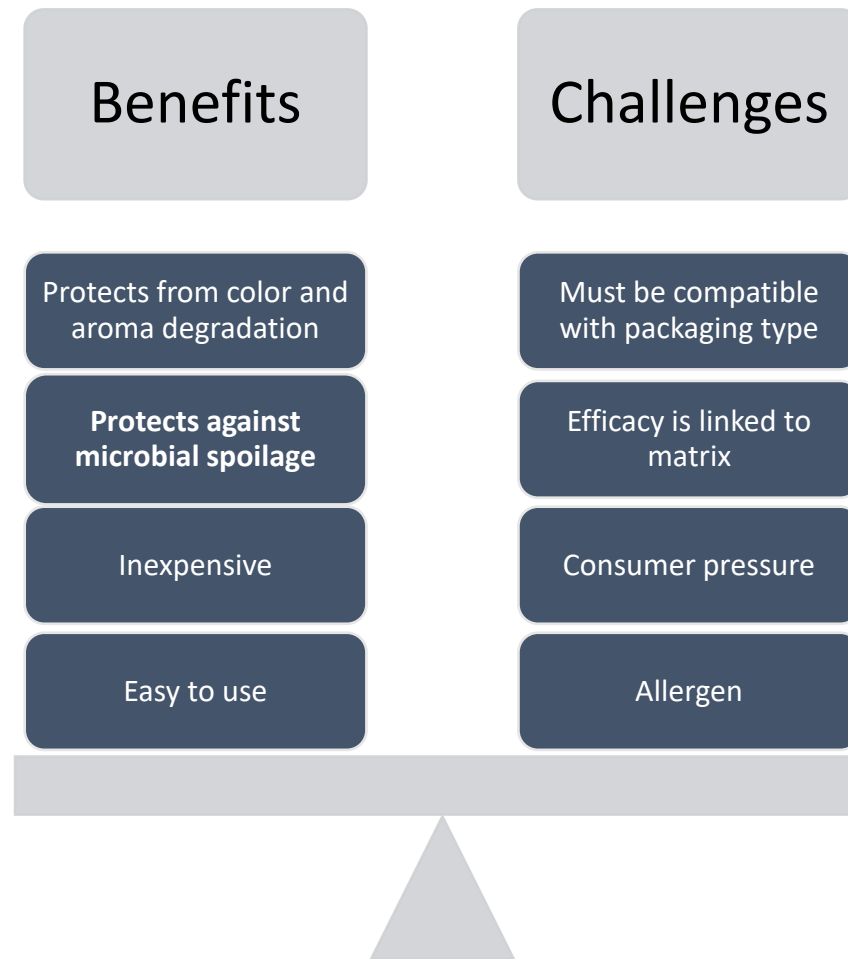 Benefits
Challenges
Protects from color and
aroma degradation
Protects against
microbial spoilage
Inexpensive
Easy to use
Must be compatible
with packaging type
Efficacy is linked to
matrix
Consumer pressure
Allergen